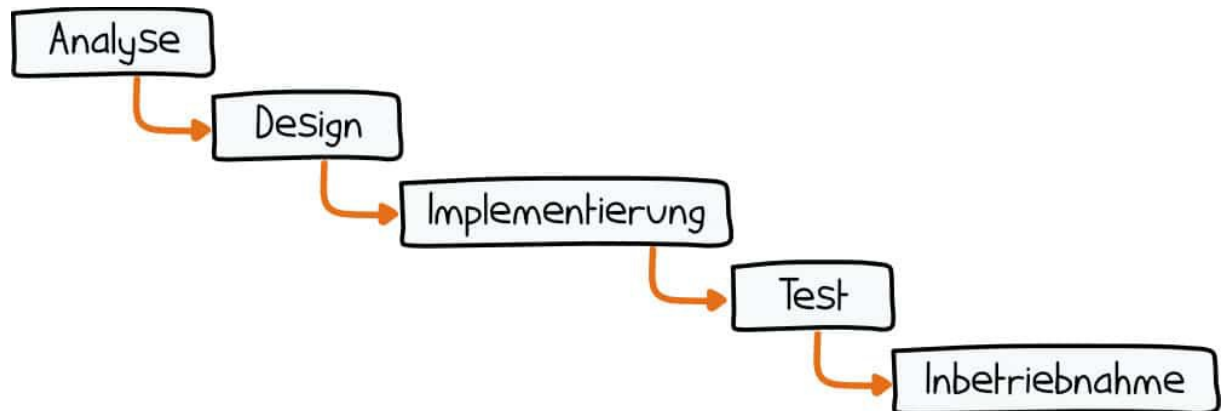 Analyse
Design
Implementierung
Test
Inbetriebnahme